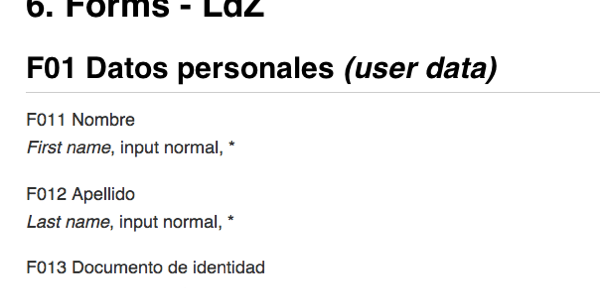 6. Forms - LdZ
F01 Datos personales (user data)
F011 Nombre
First name, input normal, *
F012 Apellido
Last name, input normal, *
F013 Documento de identidad